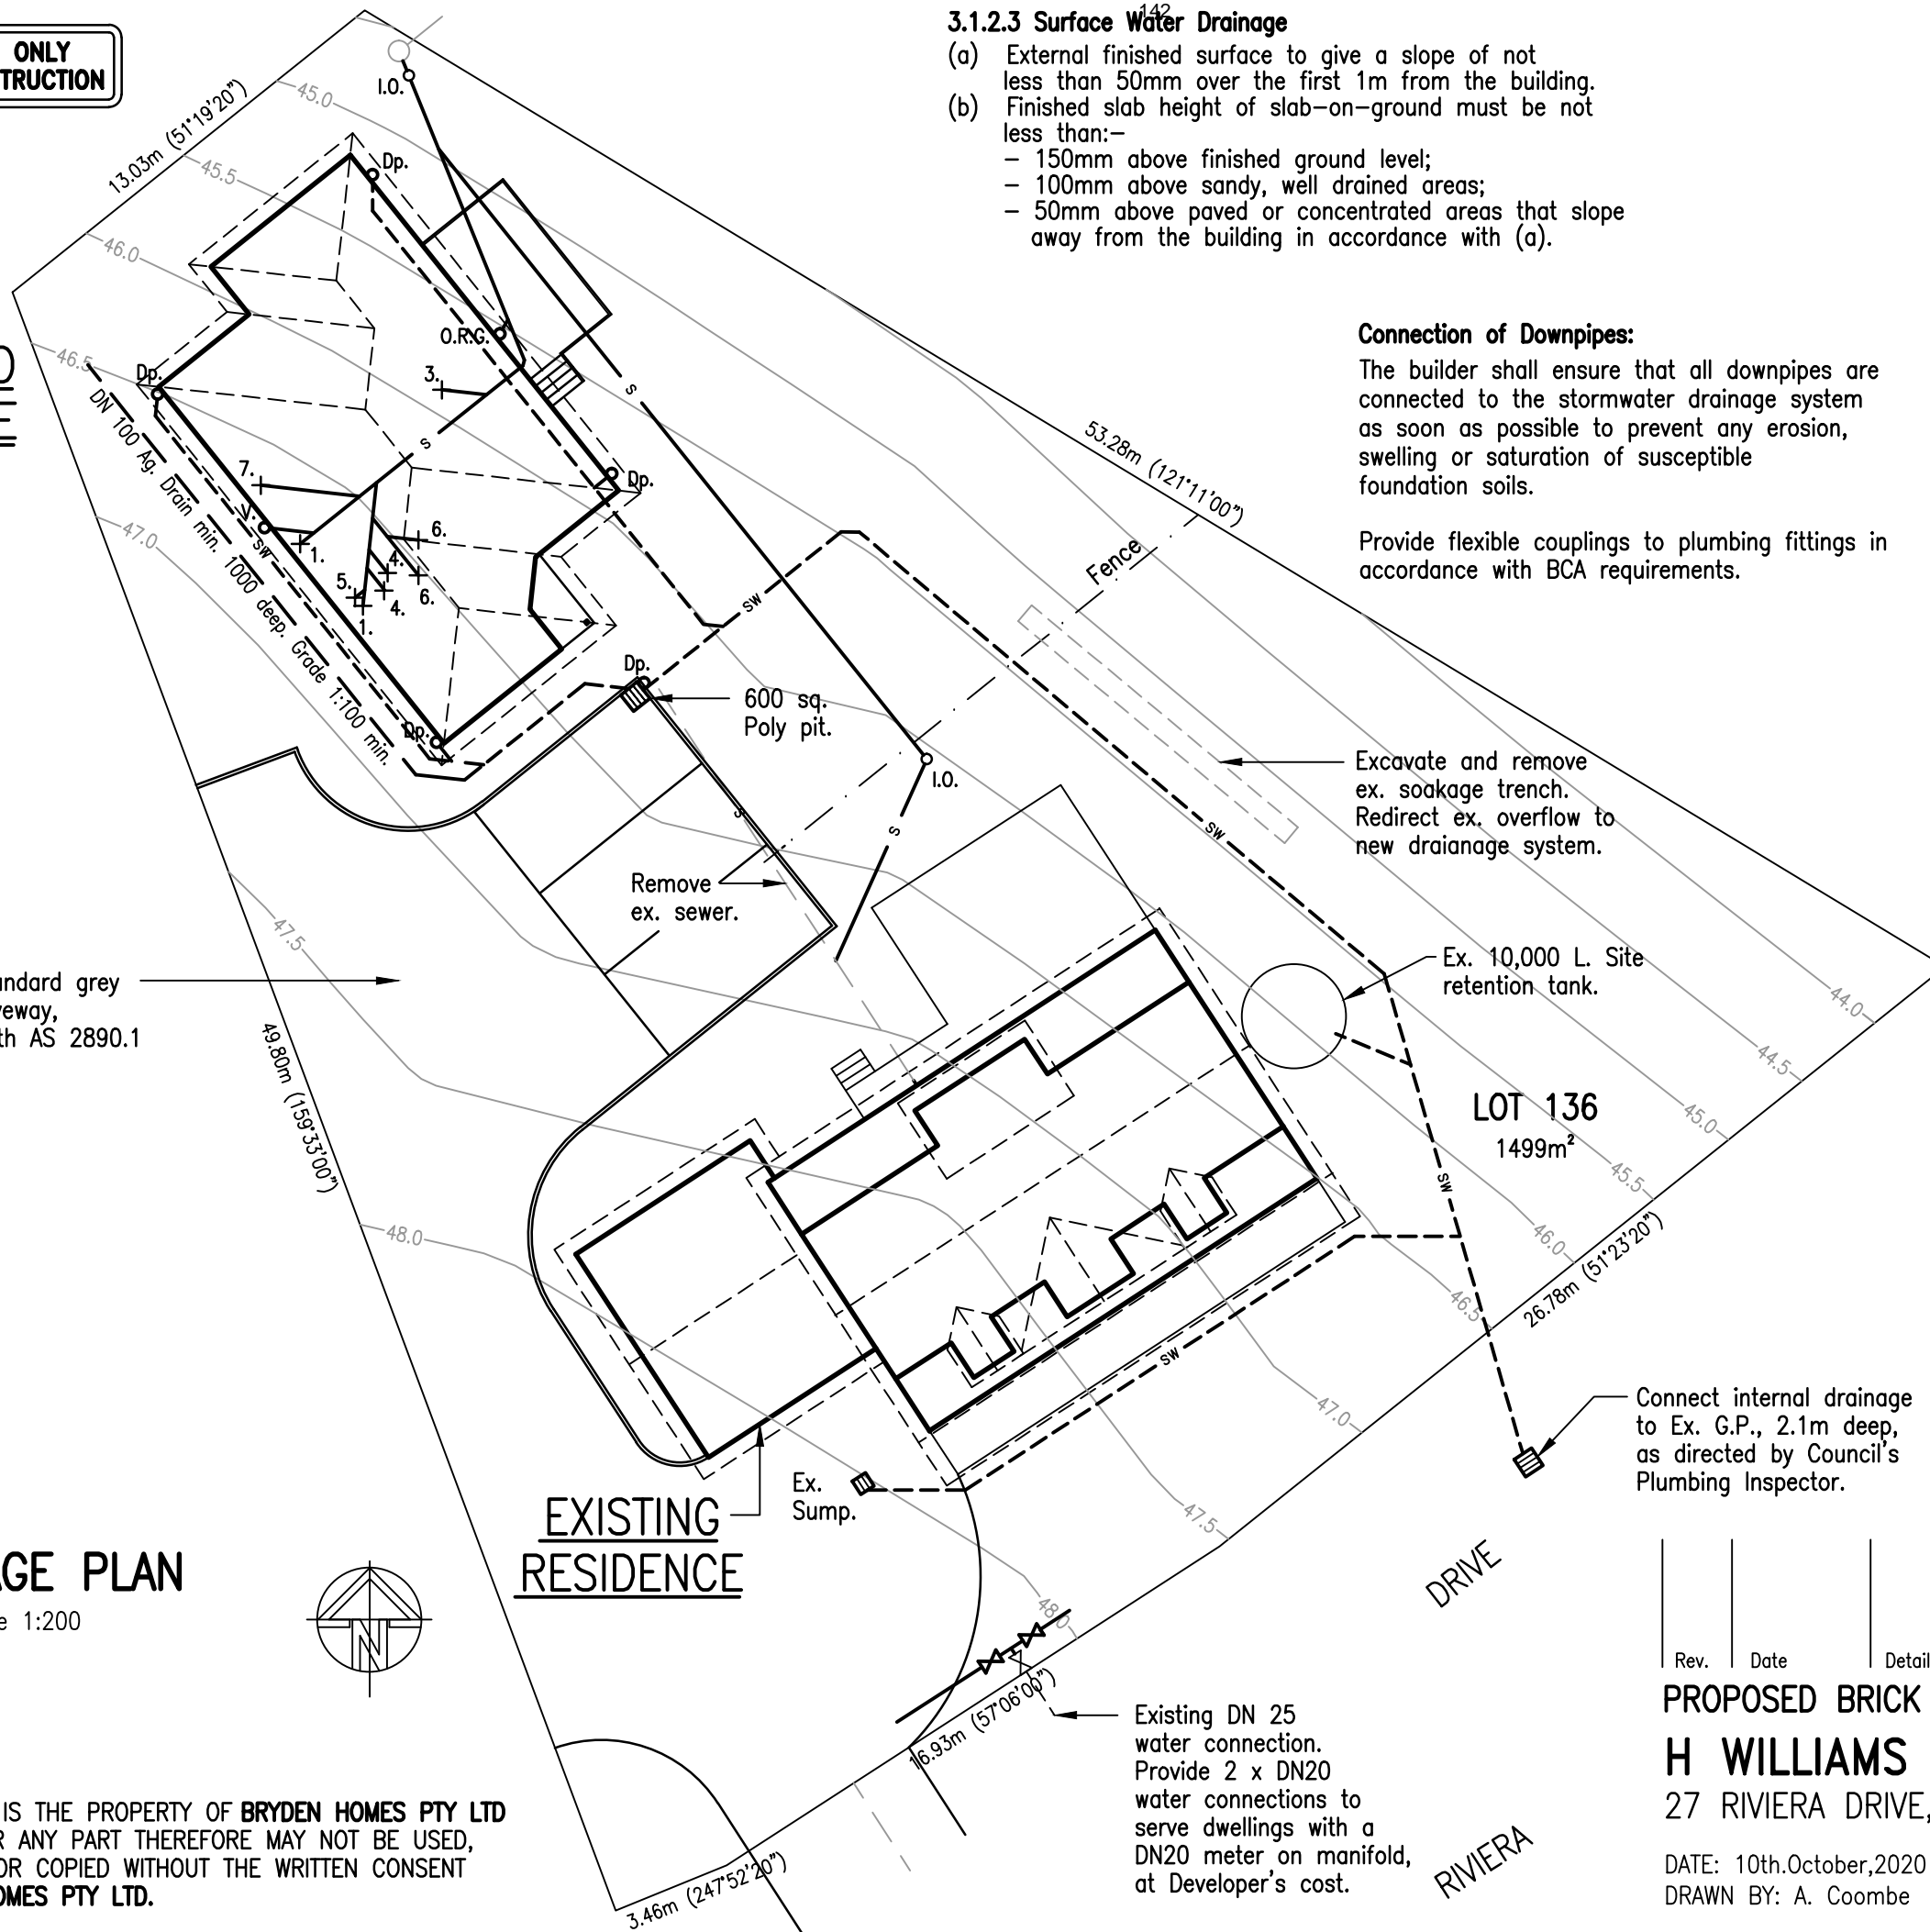 ONLY
TRUCTION
142
3.1.2.3 Surface Water Drainage
(a) External finished surface to give a slope of not
less than 50mm over the first 1m from the building.
(b) Finished slab height of slab-on-ground must be not
less than:-
- 150mm above finished ground level;
- 100mm above sandy, well drained areas;
- 50mm above paved or concentrated areas that slope
away from the building in accordance with (a).
Connection of Downpipes:
The builder shall ensure that all downpipes are
connected to the stormwater drainage system
as soon as possible to prevent any erosion,
swelling or saturation of susceptible
foundation soils.
Provide flexible couplings to plumbing fittings in
accordance with BCA requirements.
13.03m (51°19'20")
I.O.
45.0
45.5
46.0
46.5
47.0
Dp.
O.R.G.
Dp.
3.
s
s
7.
V.
sw
1.
6.
4.
5.
4.
6.
1.
Dp.
DN 100 Ag. Drain min. 1000 deep. Grade 1:100 min.
Dp.
Dp.
sw
53.28m (121°11'00")
Fence
600 sq.
Poly pit.
I.O.
s
sw
Excavate and remove
ex. soakage trench.
Redirect ex. overflow to
new draianage system.
Remove
ex. sewer.
47.5
andard grey
veway,
th AS 2890.1
49.80m (159°33'00")
Ex. 10,000 L. Site
retention tank.
44.0
44.5
45.0
45.5
46.0
46.5
47.0
47.5
48.0
LOT 136
1499m²
sw
26.78m (51°23'20")
48.0
sw
Connect internal drainage
to Ex. G.P., 2.1m deep,
as directed by Council's
Plumbing Inspector.
Ex.
Sump.
EXISTING
RESIDENCE
AGE PLAN
e 1:200
N
DRIVE
RIVIERA
16.93m (57°06'00")
Existing DN 25
water connection.
Provide 2 x DN20
water connections to
serve dwellings with a
DN20 meter on manifold,
at Developer's cost.
3.46m (247°52'20")
Rev. Date Detail
PROPOSED BRICK
H WILLIAMS
27 RIVIERA DRIVE,
DATE: 10th.October,2020
DRAWN BY: A. Coombe
IS THE PROPERTY OF BRYDEN HOMES PTY LTD
R ANY PART THEREFORE MAY NOT BE USED,
OR COPIED WITHOUT THE WRITTEN CONSENT
OMES PTY LTD.